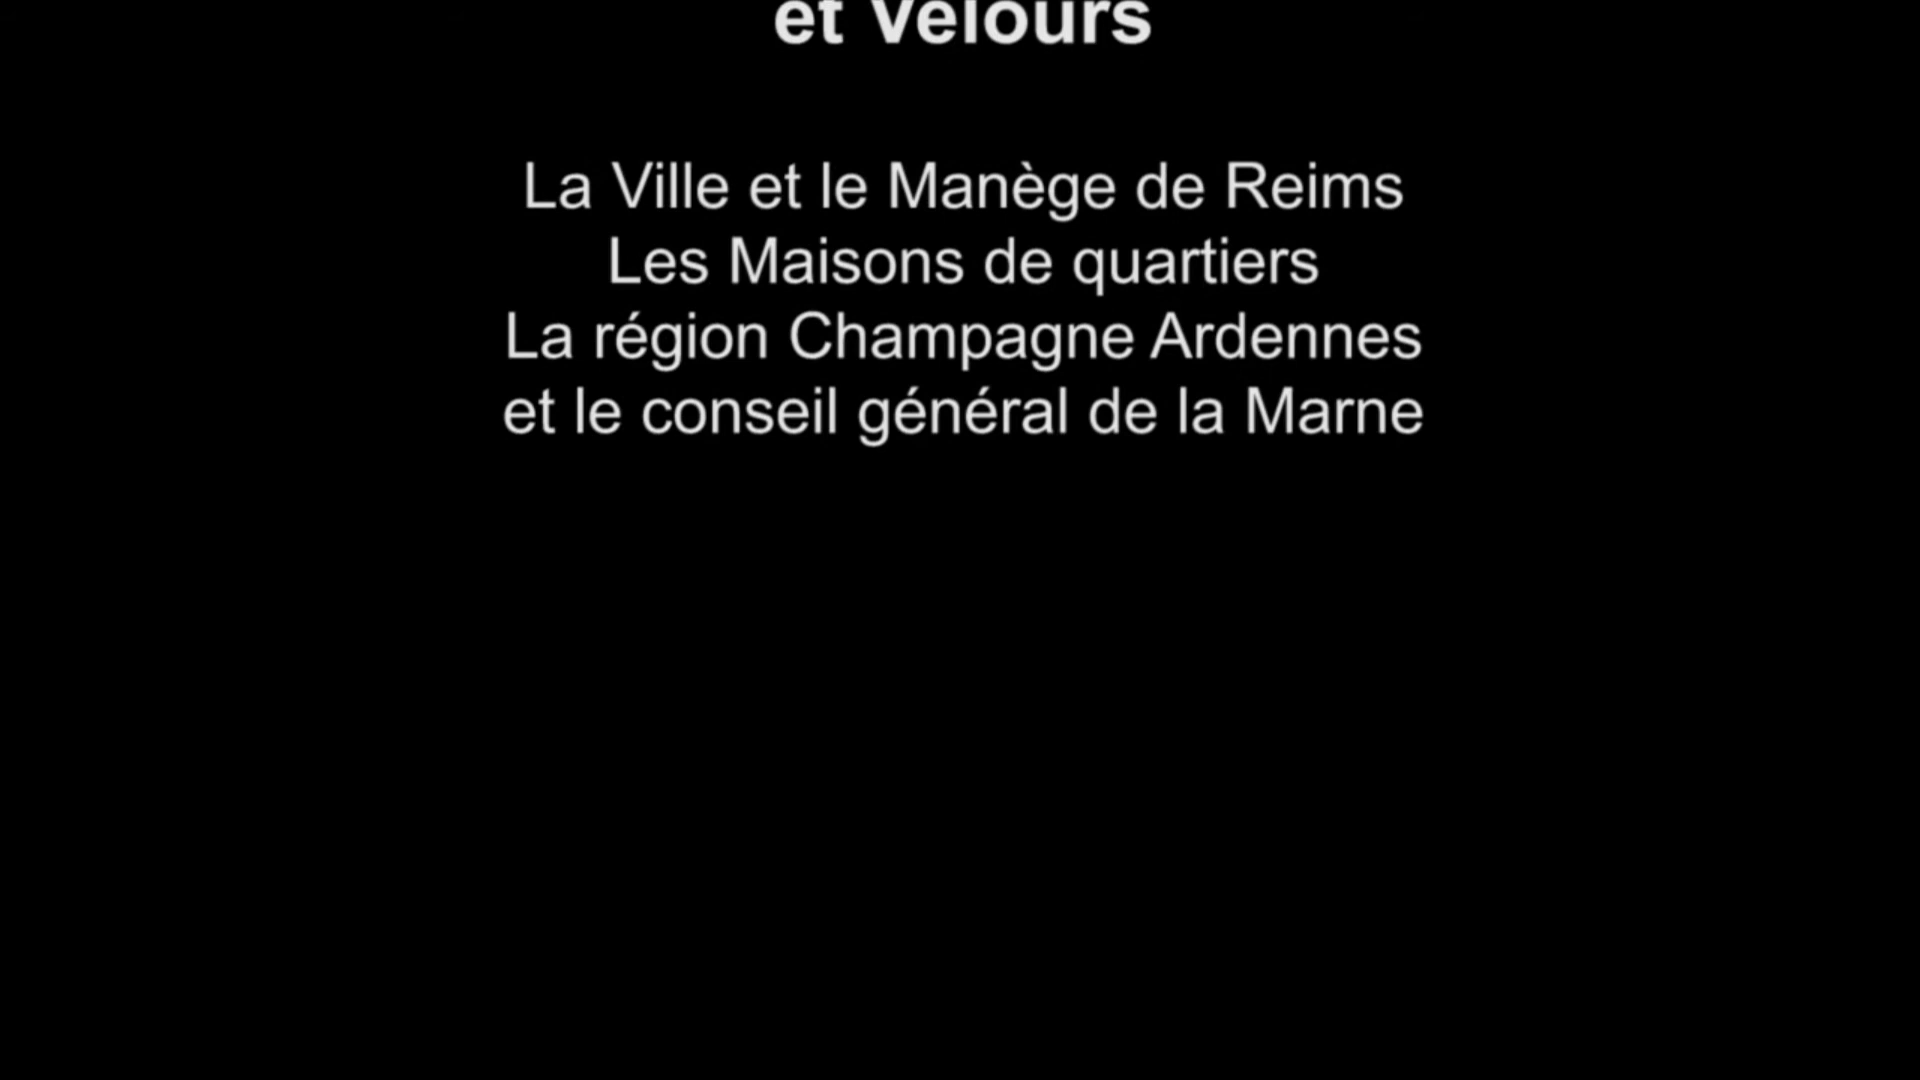 et Velours
La Ville et le Manège de Reims
Les Maisons de quartiers
La région Champagne Ardennes
et le conseil général de la Marne